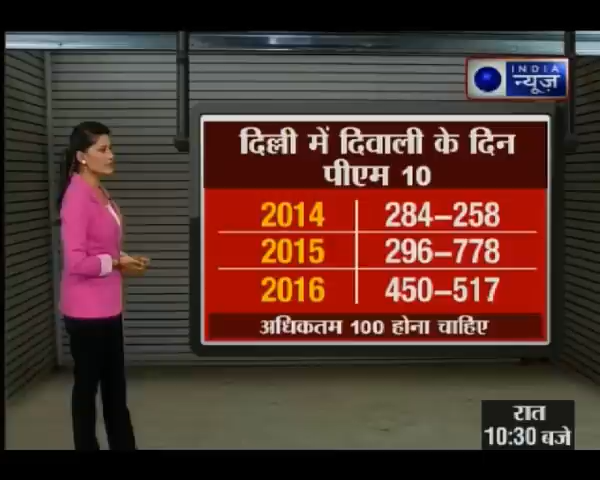 INDIA
न्यूज़
दिल्ली में दिवाली के दिन
पीएम 10
2014 284–258
2015 296–778
2016 450–517
अधिकतम 100 होना चाहिए
रात
10:30 बजे